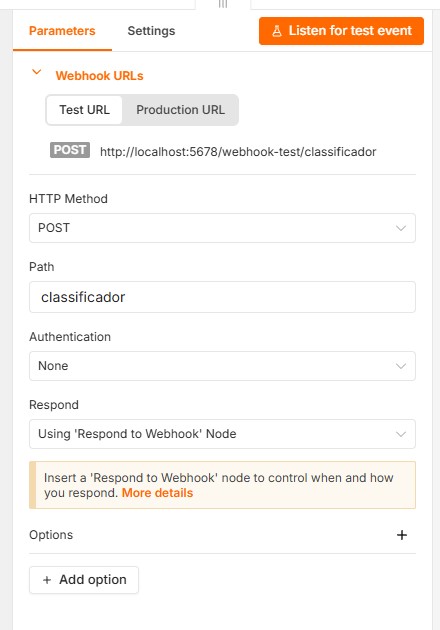 Parameters Settings Listen for test event
Webhook URLs
Test URL Production URL
POST http://localhost:5678/webhook-test/classificador
HTTP Method
POST
Path
classificador
Authentication
None
Respond
Using 'Respond to Webhook' Node
Insert a 'Respond to Webhook' node to control when and how
you respond. More details
Options +
+ Add option